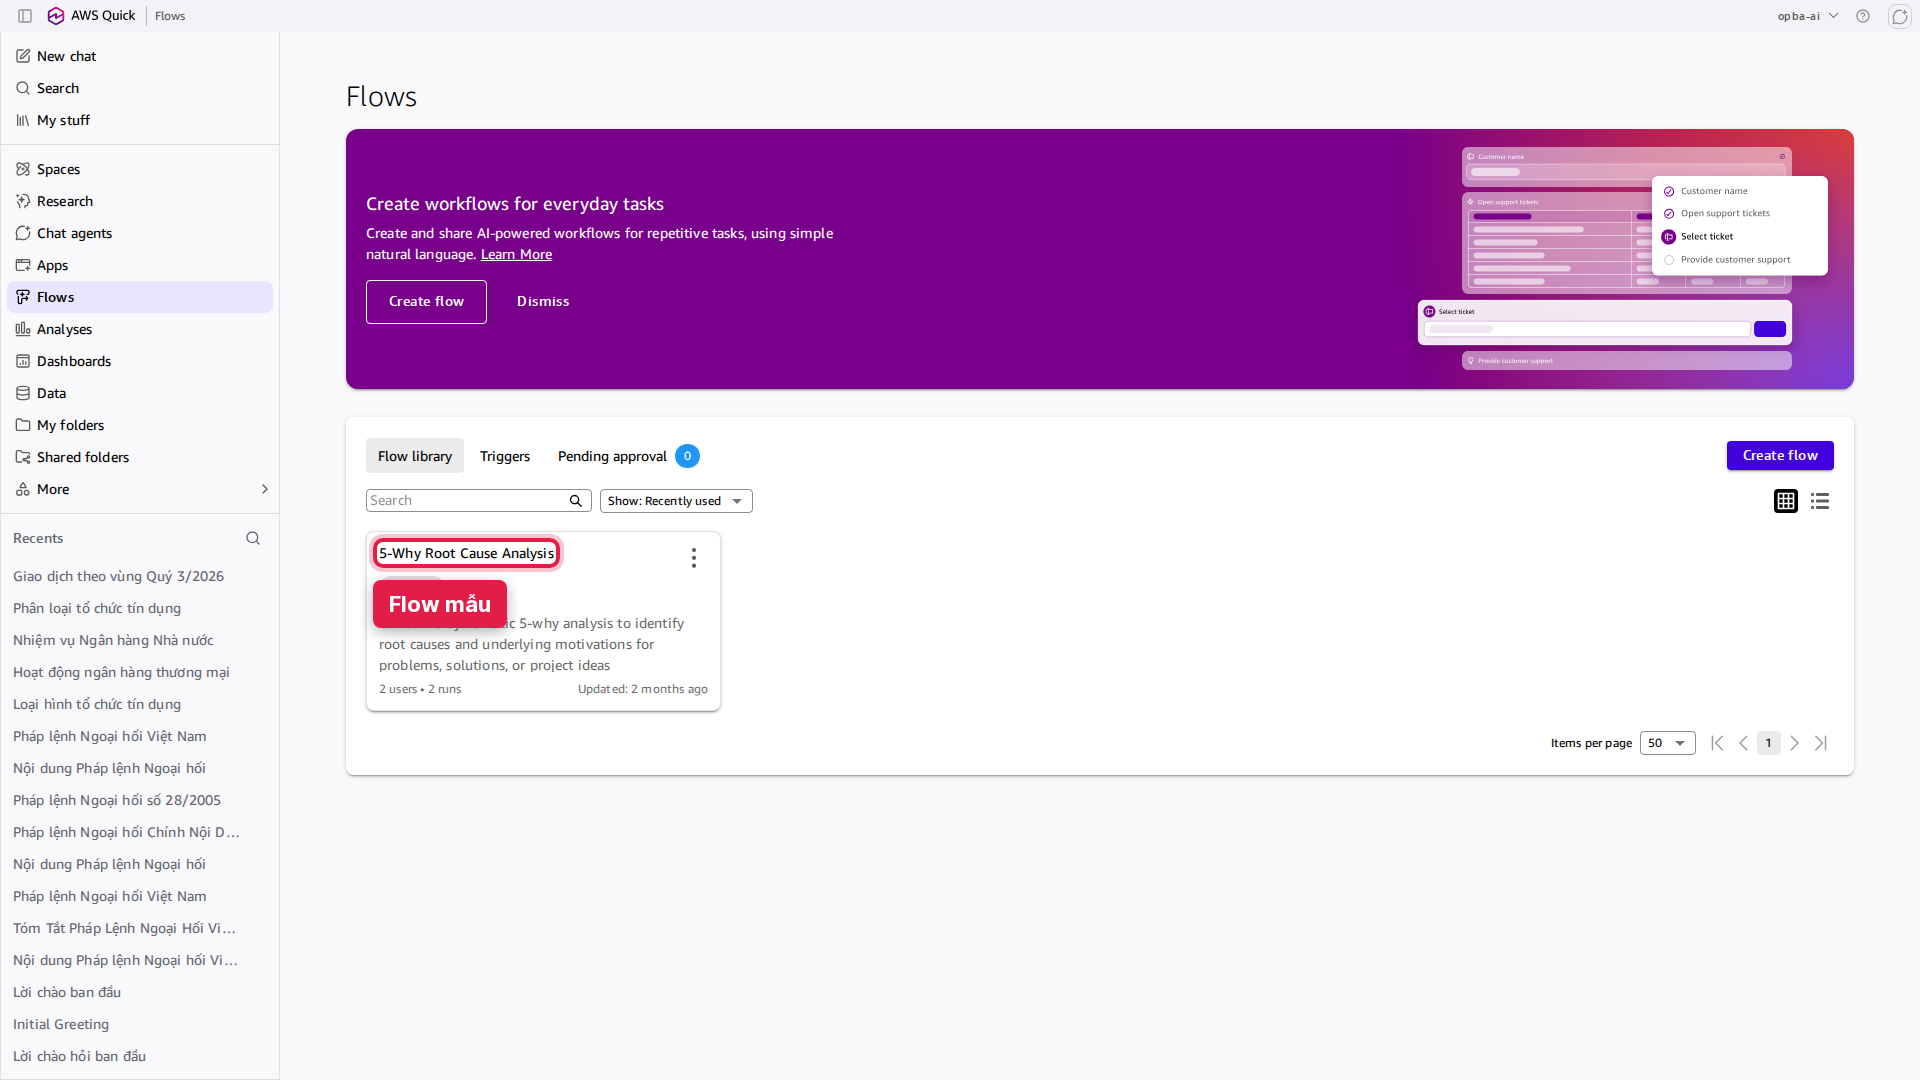 AWS Quick
Flows
opba-ai
New chat
Search
My stuff
Spaces
Research
Chat agents
Apps
Flows
Analyses
Dashboards
Data
My folders
Shared folders
More
Recents
Giao dịch theo vùng Quý 3/2026
Phân loại tổ chức tín dụng
Nhiệm vụ Ngân hàng Nhà nước
Hoạt động ngân hàng thương mại
Loại hình tổ chức tín dụng
Pháp lệnh Ngoại hối Việt Nam
Nội dung Pháp lệnh Ngoại hối
Pháp lệnh Ngoại hối số 28/2005
Pháp lệnh Ngoại hối Chính Nội D...
Nội dung Pháp lệnh Ngoại hối
Pháp lệnh Ngoại hối Việt Nam
Tóm Tắt Pháp Lệnh Ngoại Hối Vi...
Nội dung Pháp lệnh Ngoại hối Vi...
Lời chào ban đầu
Initial Greeting
Lời chào hỏi ban đầu
Flows
Create workflows for everyday tasks
Create and share AI-powered workflows for repetitive tasks, using simple
natural language. Learn More
Create flow
Dismiss
Customer name
Open support tickets
Customer name
Open support tickets
Select ticket
Provide customer support
Select ticket
Provide customer support
Flow library
Triggers
Pending approval 0
Create flow
Search
Show: Recently used
5-Why Root Cause Analysis
Flow mẫu
5-why analysis to identify
root causes and underlying motivations for
problems, solutions, or project ideas
2 users • 2 runs
Updated: 2 months ago
Items per page 50
1